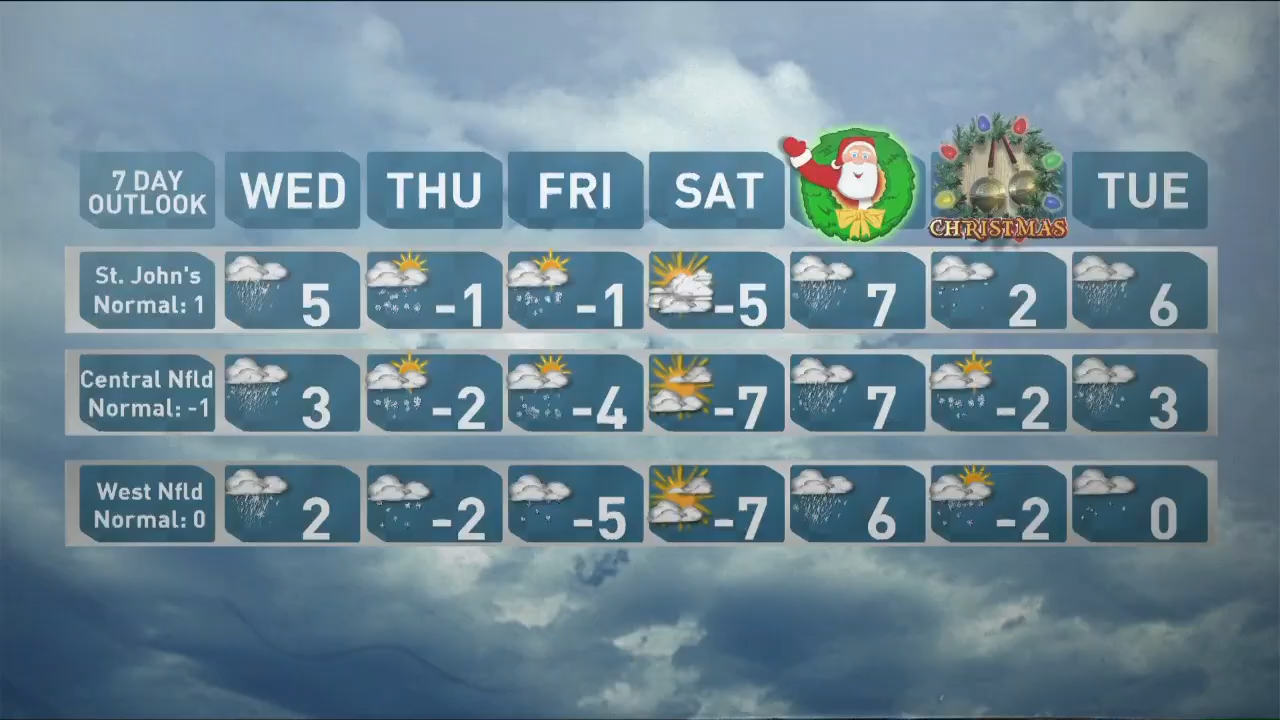 7 DAY
OUTLOOK
WED
THU
FRI
SAT
CHRISTMAS
TUE
St. John's
Normal: 1
5
-1
-1
-5
7
2
6
Central Nfld
Normal: -1
3
-2
-4
-7
7
-2
3
West Nfld
Normal: 0
2
-2
-5
-7
6
-2
0